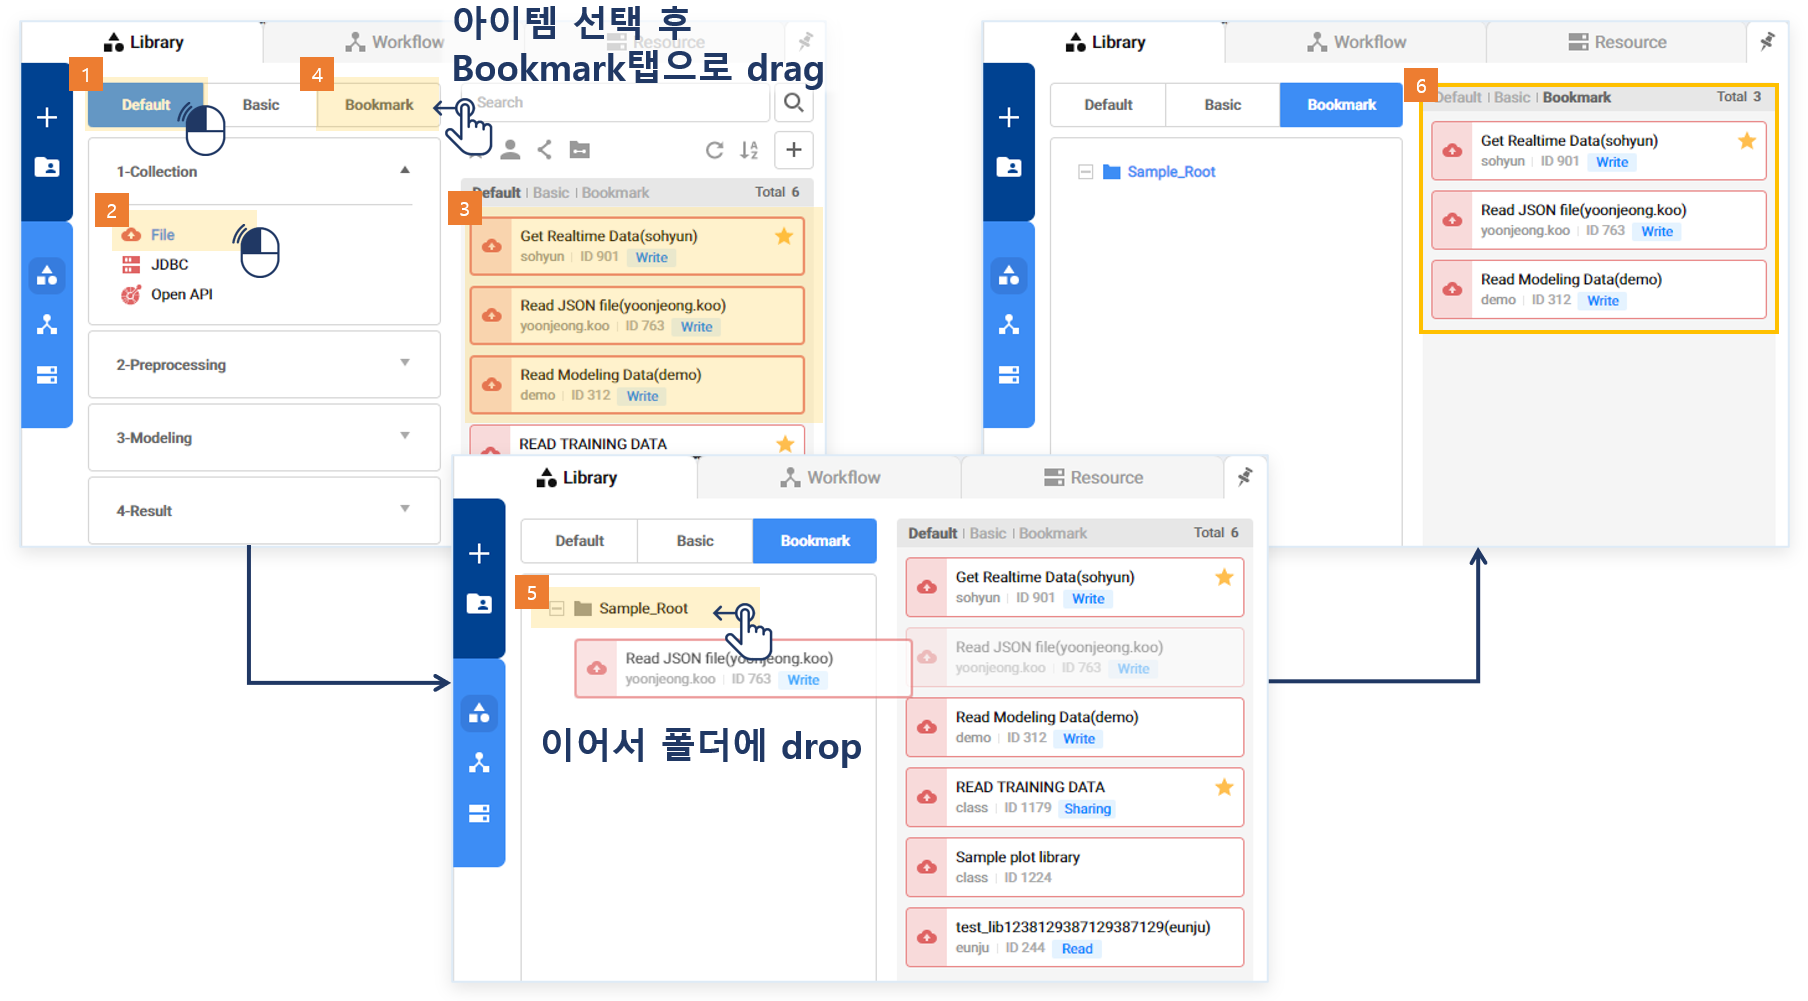 아이템 선택 후
Bookmark탭으로 drag
Library
Workflow
Resource
1
4
Default
Basic
Bookmark
Search
1-Collection
2
File
JDBC
Open API
2-Preprocessing
3-Modeling
4-Result
Default | Basic | Bookmark Total 6
3
Get Realtime Data(sohyun)
sohyun | ID 901 Write
Read JSON file(yoonjeong.koo)
yoonjeong.koo | ID 763 Write
Read Modeling Data(demo)
demo | ID 312 Write
READ TRAINING DATA
Library
Workflow
Resource
Default
Basic
Bookmark
5
Sample_Root
Read JSON file(yoonjeong.koo)
yoonjeong.koo | ID 763 Write
이어서 폴더에 drop
Default | Basic | Bookmark Total 6
Get Realtime Data(sohyun)
sohyun | ID 901 Write
Read JSON file(yoonjeong.koo)
yoonjeong.koo | ID 763 Write
Read Modeling Data(demo)
demo | ID 312 Write
READ TRAINING DATA
class | ID 1179 Sharing
Sample plot library
class | ID 1224
test_lib1238129387129387129(eunju)
eunju | ID 244 Read
Library
Workflow
Resource
Default
Basic
Bookmark
Sample_Root
6
Default | Basic | Bookmark Total 3
Get Realtime Data(sohyun)
sohyun | ID 901 Write
Read JSON file(yoonjeong.koo)
yoonjeong.koo | ID 763 Write
Read Modeling Data(demo)
demo | ID 312 Write